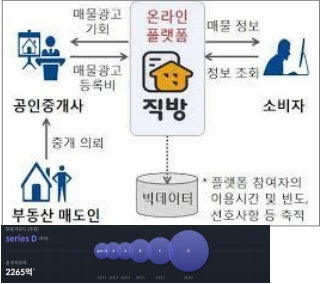 온라인
플랫폼
직방
매물광고
기회
매물광고
등록비
매물 정보
정보 조회
공인중개사
소비자
중개 의뢰
부동산 매도인
빅데이터
* 플랫폼 참여자의
이용시간 및 빈도,
선호사항 등 축적
series D
2265억